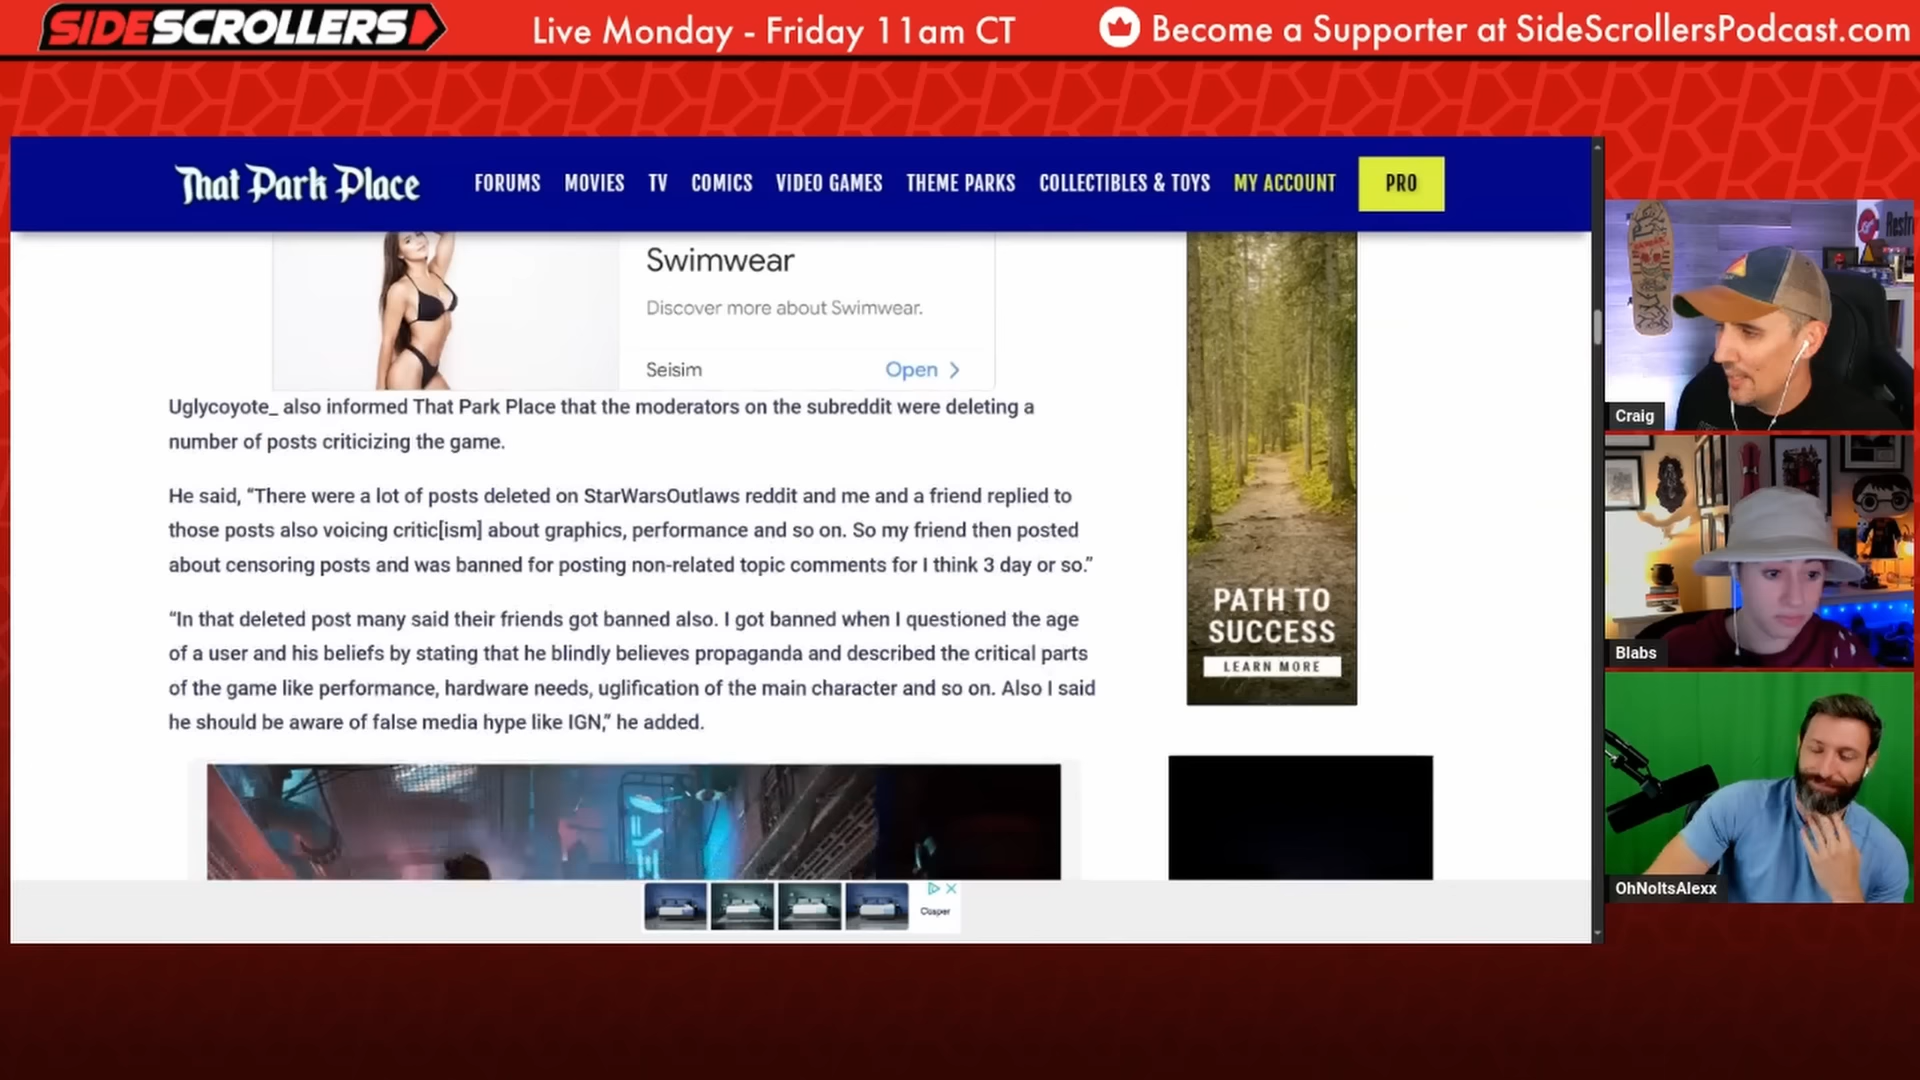 SIDESCROLLERS
Live Monday - Friday 11am CT
Become a Supporter at SideScrollersPodcast.com
That Park Place
FORUMS MOVIES TV COMICS VIDEO GAMES THEME PARKS COLLECTIBLES & TOYS MY ACCOUNT PRO
Swimwear
Discover more about Swimwear.
Seisim
Open
Uglycoyote_ also informed That Park Place that the moderators on the subreddit were deleting a
number of posts criticizing the game.
He said, “There were a lot of posts deleted on StarWarsOutlaws reddit and me and a friend replied to
those posts also voicing critic[ism] about graphics, performance and so on. So my friend then posted
about censoring posts and was banned for posting non-related topic comments for I think 3 day or so.”
“In that deleted post many said their friends got banned also. I got banned when I questioned the age
of a user and his beliefs by stating that he blindly believes propaganda and described the critical parts
of the game like performance, hardware needs, uglification of the main character and so on. Also I said
he should be aware of false media hype like IGN,” he added.
PATH TO
SUCCESS
LEARN MORE
Casper
Craig
Blabs
OhNoItsAlexx